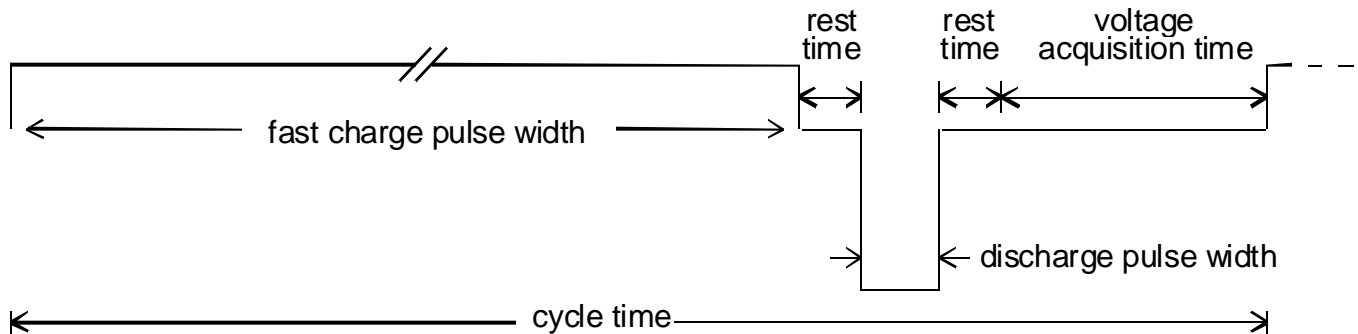 rest
time
rest
time
voltage
acquisition time
fast charge pulse width
discharge pulse width
cycle time